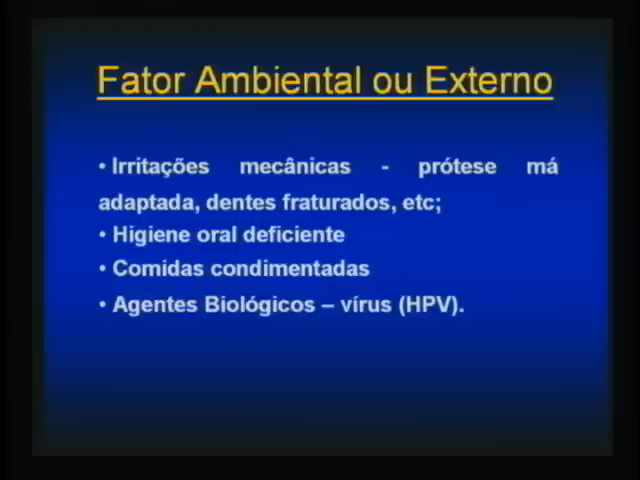 Fator Ambiental ou Externo
• Irritações mecânicas - prótese má
adaptada, dentes fraturados, etc;
• Higiene oral deficiente
• Comidas condimentadas
• Agentes Biológicos – vírus (HPV).